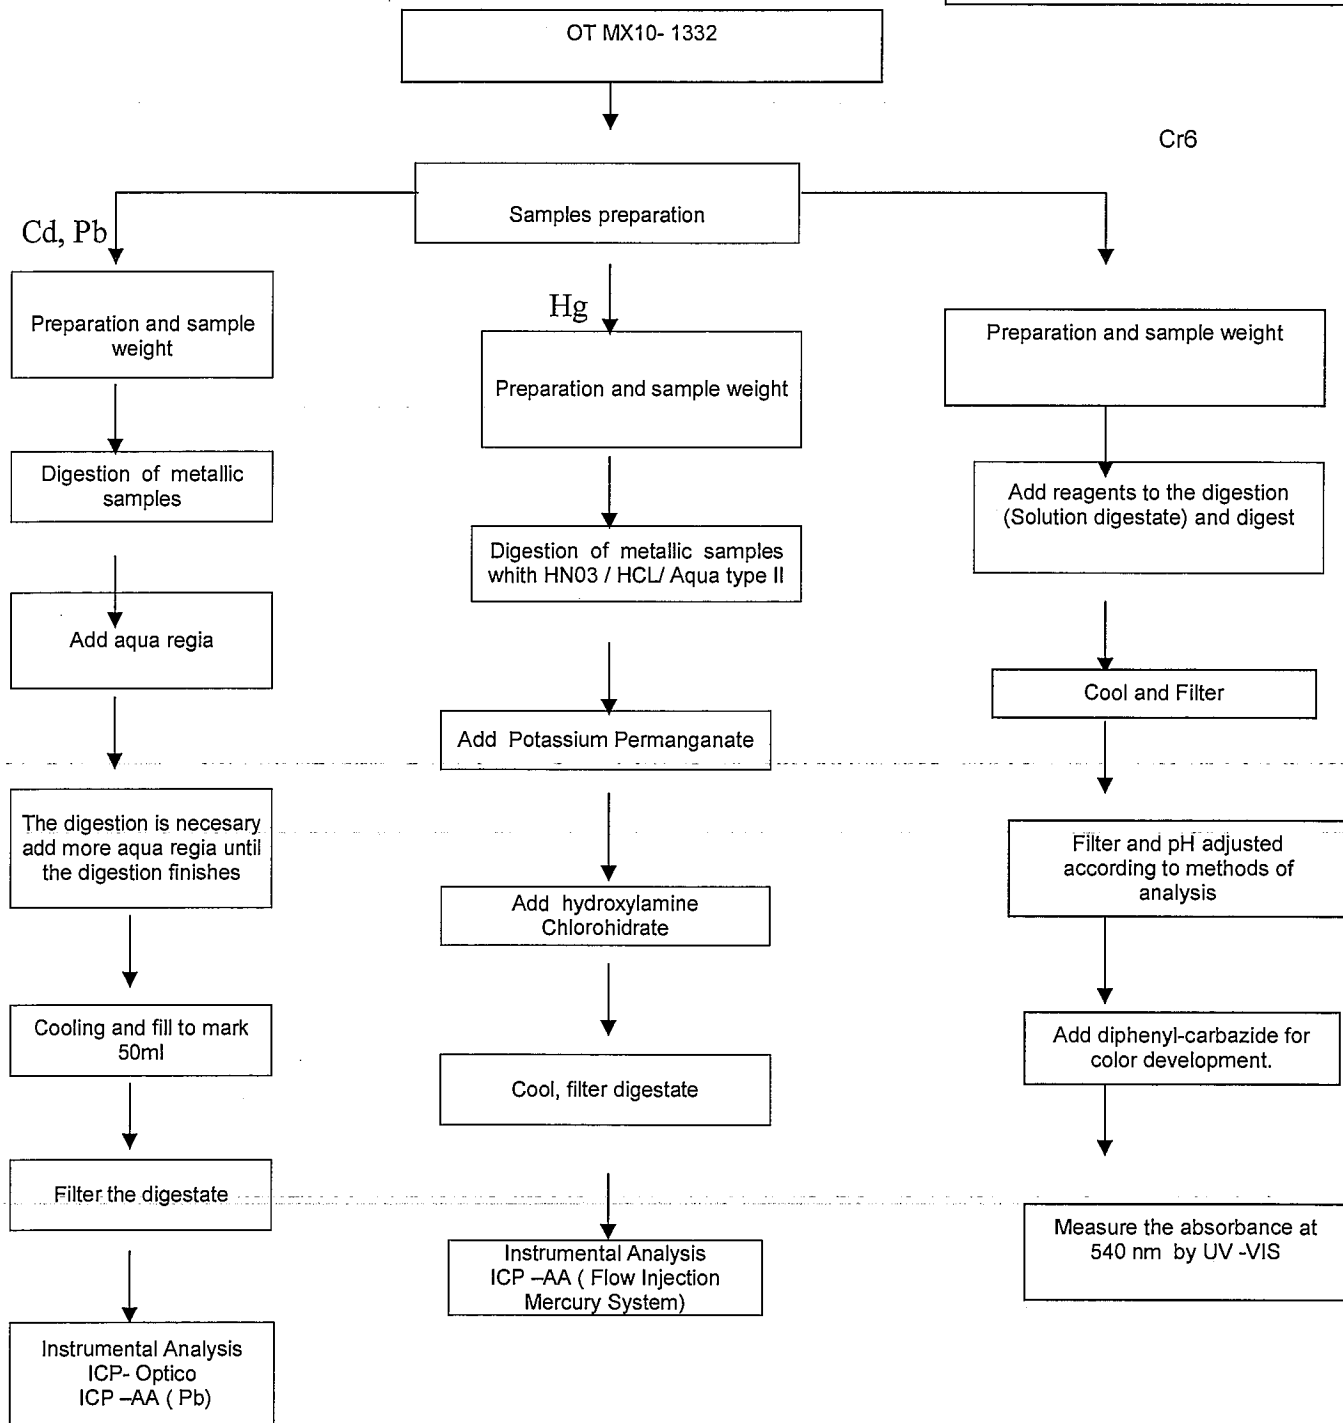 OT MX10- 1332
Cr6
Samples preparation
Cd, Pb
Preparation and sample
weight
Digestion of metallic
samples
Add aqua regia
The digestion is necesary
add more aqua regia until
the digestion finishes
Cooling and fill to mark
50ml
Filter the digestate
Instrumental Analysis
ICP- Optico
ICP –AA ( Pb)
Hg
Preparation and sample weight
Digestion of metallic samples
whith HN03 / HCL/ Aqua type II
Add Potassium Permanganate
Add hydroxylamine
Chlorohidrate
Cool, filter digestate
Instrumental Analysis
ICP –AA ( Flow Injection
Mercury System)
Preparation and sample weight
Add reagents to the digestion
(Solution digestate) and digest
Cool and Filter
Filter and pH adjusted
according to methods of
analysis
Add diphenyl-carbazide for
color development.
Measure the absorbance at
540 nm by UV -VIS